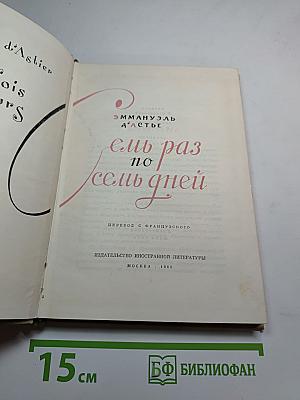 d'Astier
ois
ours
ЭММАНУЭЛЬ
Д'АСТЬЕ
Семь раз
по
семь дней
ПЕРЕВОД С ФРАНЦУЗСКОГО
ИЗДАТЕЛЬСТВО ИНОСТРАННОЙ ЛИТЕРАТУРЫ
МОСКВА
15 см
БФ БИБЛИОФАН